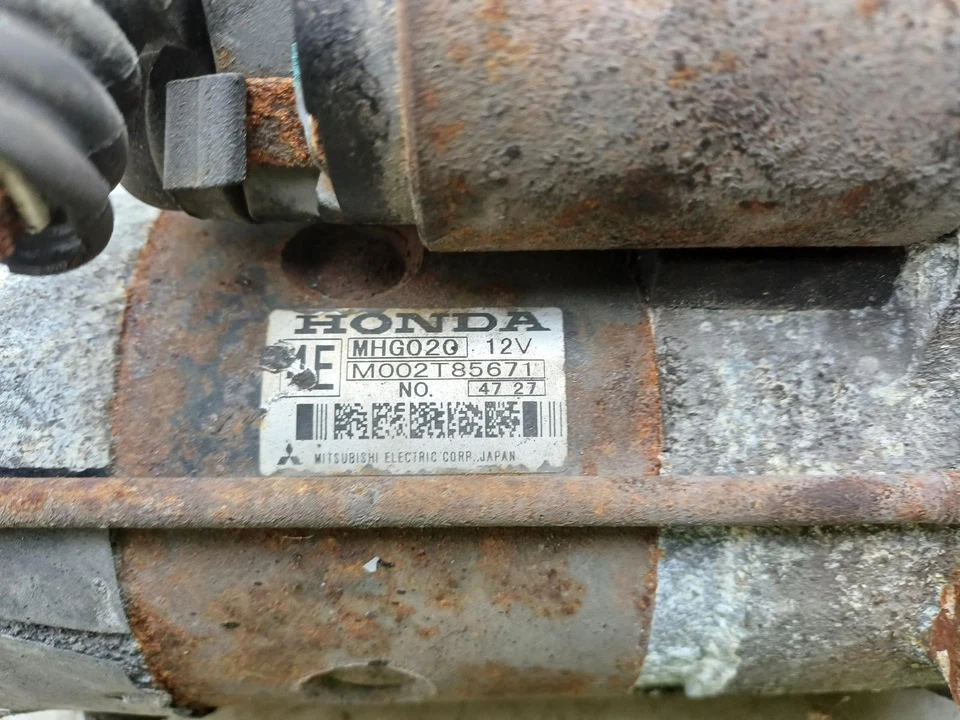 HONDA
MHG020 12V
M002T85671
NO. 47 27
MITSUBISHI ELECTRIC CORP., JAPAN